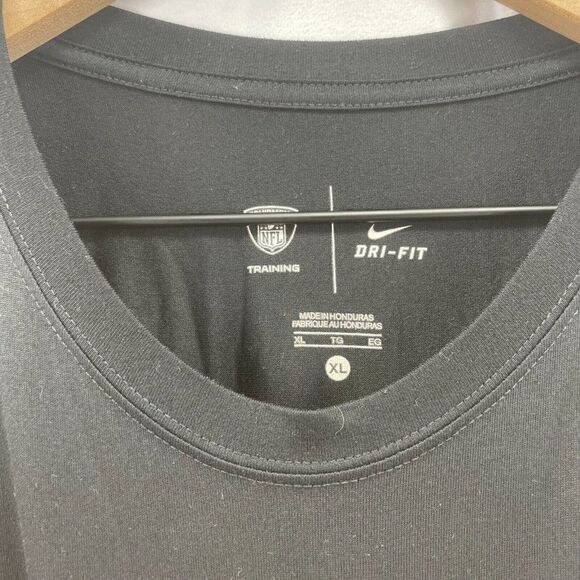 NFL
TRAINING
DRI-FIT
MADE IN HONDURAS
FABRIQUE AU HONDURAS
XL TG EG
XL